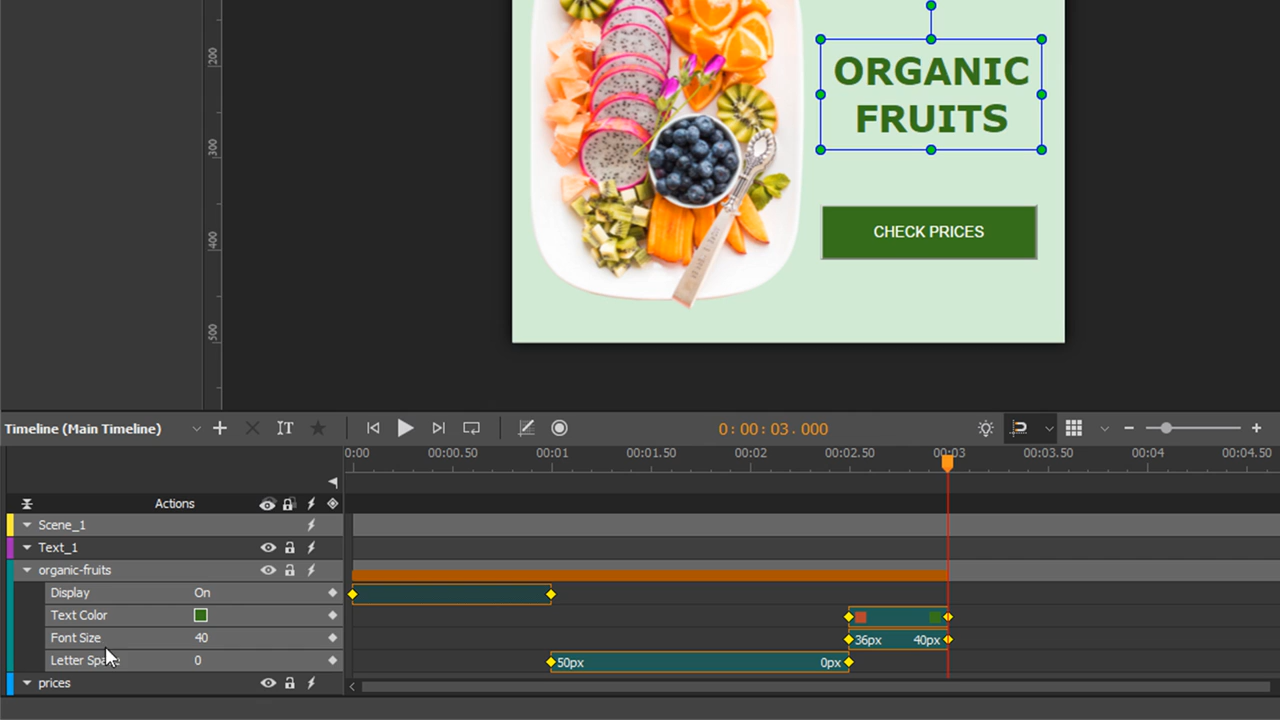 200
300
400
500
ORGANIC
FRUITS
CHECK PRICES
Timeline (Main Timeline)
IT
0:00:03.000
0:00 00:00.50 00:01 00:01.50 00:02 00:02.50 00:03 00:03.50 00:04 00:04.50
Actions
Scene_1
Text_1
organic-fruits
Display On
Text Color
Font Size 40 36px 40px
Letter Spa 0 50px 0px
prices